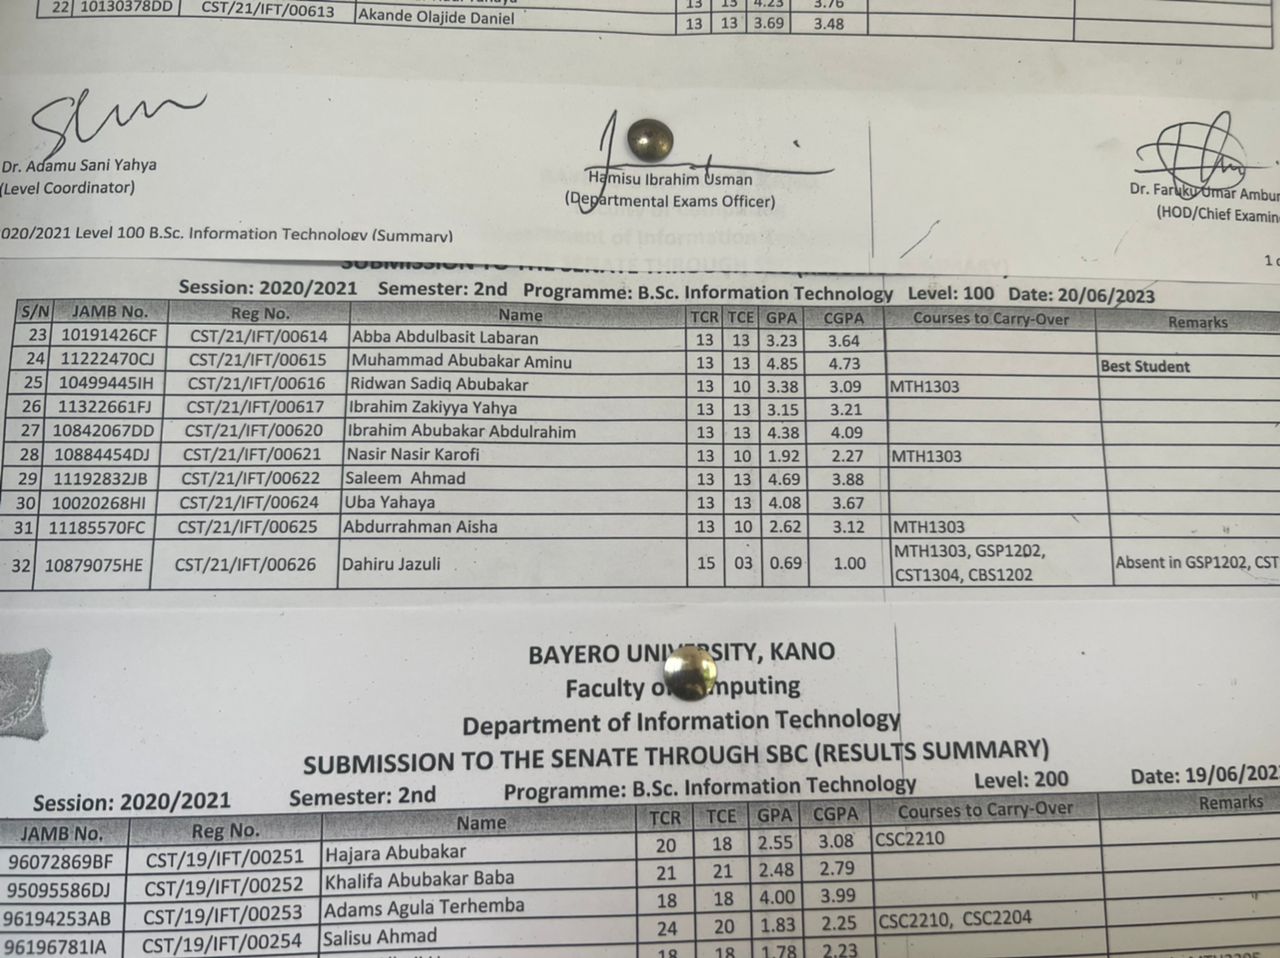 22 10130378DD CST/21/IFT/00613 Akande Olajide Daniel 13 13 3.69 3.48
Dr. Adamu Sani Yahya
(Level Coordinator)
Hamisu Ibrahim Usman
(Departmental Exams Officer)
Dr. Faruku Umar Ambur
(HOD/Chief Examin
020/2021 Level 100 B.Sc. Information Technology (Summary)
Session: 2020/2021 Semester: 2nd Programme: B.Sc. Information Technology Level: 100 Date: 20/06/2023
S/N JAMB No. Reg No. Name TCR TCE GPA CGPA Courses to Carry-Over Remarks
23 10191426CF CST/21/IFT/00614 Abba Abdulbasit Labaran 13 13 3.23 3.64
24 11222470CJ CST/21/IFT/00615 Muhammad Abubakar Aminu 13 13 4.85 4.73 Best Student
25 10499445IH CST/21/IFT/00616 Ridwan Sadiq Abubakar 13 10 3.38 3.09 MTH1303
26 11322661FJ CST/21/IFT/00617 Ibrahim Zakiyya Yahya 13 13 3.15 3.21
27 10842067DD CST/21/IFT/00620 Ibrahim Abubakar Abdulrahim 13 13 4.38 4.09
28 10884454DJ CST/21/IFT/00621 Nasir Nasir Karofi 13 10 1.92 2.27 MTH1303
29 11192832JB CST/21/IFT/00622 Saleem Ahmad 13 13 4.69 3.88
30 10020268HI CST/21/IFT/00624 Uba Yahaya 13 13 4.08 3.67
31 11185570FC CST/21/IFT/00625 Abdurrahman Aisha 13 10 2.62 3.12 MTH1303
32 10879075HE CST/21/IFT/00626 Dahiru Jazuli 15 03 0.69 1.00 MTH1303, GSP1202, Absent in GSP1202, CST
CST1304, CBS1202
BAYERO UNIVERSITY, KANO
Faculty of Computing
Department of Information Technology
SUBMISSION TO THE SENATE THROUGH SBC (RESULTS SUMMARY)
Session: 2020/2021 Semester: 2nd Programme: B.Sc. Information Technology Level: 200 Date: 19/06/202
JAMB No. Reg No. Name TCR TCE GPA CGPA Courses to Carry-Over Remarks
96072869BF CST/19/IFT/00251 Hajara Abubakar 20 18 2.55 3.08 CSC2210
95095586DJ CST/19/IFT/00252 Khalifa Abubakar Baba 21 21 2.48 2.79
96194253AB CST/19/IFT/00253 Adams Agula Terhemba 18 18 4.00 3.99
96196781IA CST/19/IFT/00254 Salisu Ahmad 24 20 1.83 2.25 CSC2210, CSC2204
18 18 1.78 2.23